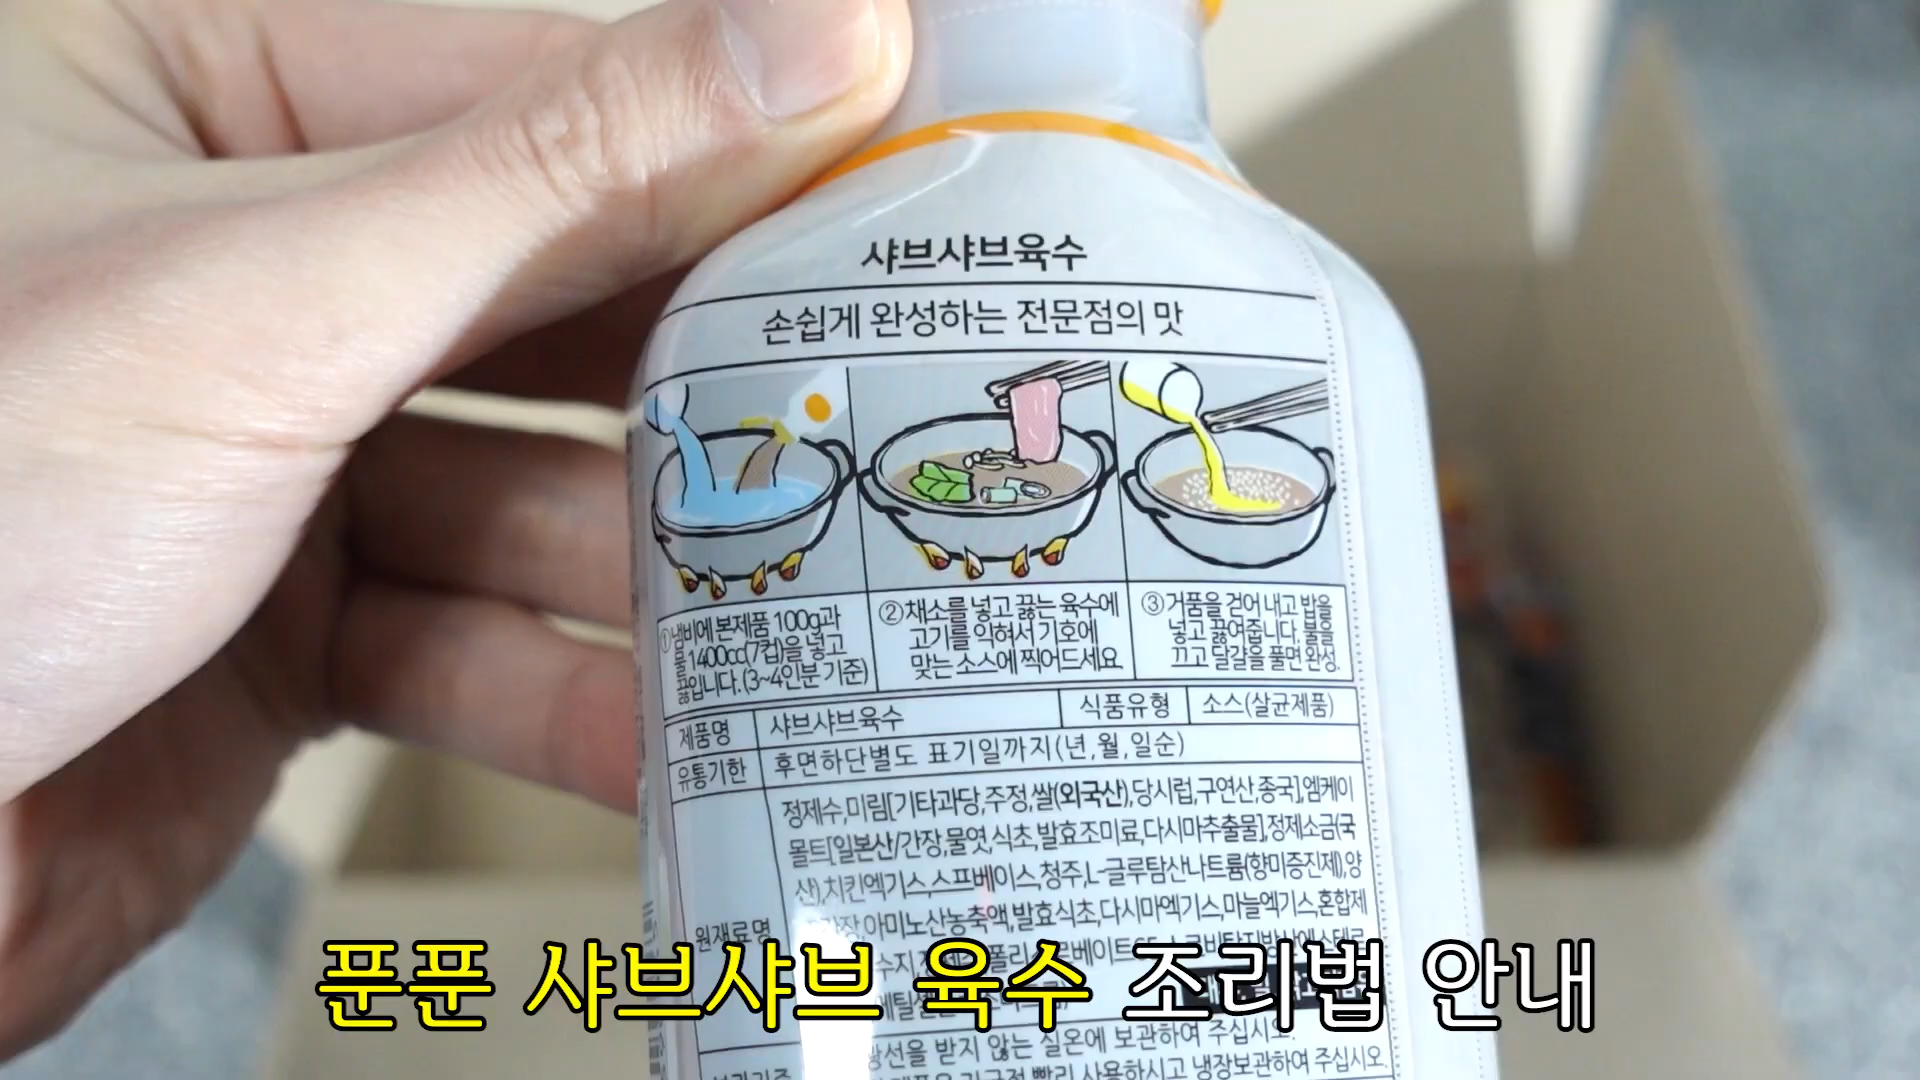 샤브샤브육수
손쉽게 완성하는 전문점의 맛
①냄비에 본제품 100g과
물1400cc(7컵)을 넣고
끓입니다.(3~4인분 기준)
②채소를 넣고 끓는 육수에
고기를 익혀서 기호에
맞는 소스에 찍어드세요
③거품을 걷어 내고 밥을
넣고 끓여줍니다. 불을
끄고 달걀을 풀면 완성.
제품명 샤브샤브육수 식품유형 소스(살균제품)
유통기한 후면하단별도 표기일까지(년,월,일순)
원재료명
정제수,미림[기타과당,주정,쌀(외국산),당시럽,구연산,종국],엠케이
몰트[일본산/간장,물엿,식초,발효조미료,다시마추출물],정제소금(국
산),치킨엑기스,스프베이스,청주,L-글루탐산나트륨(향미증진제),양
아미노산농축액,발효식초,다시마엑기스,마늘엑기스,혼합제
푼푼 샤브샤브 육수 조리법 안내
받지 않는 실온에 보관하여 주십시오.
빨리 사용하시고 냉장보관하여 주십시오.